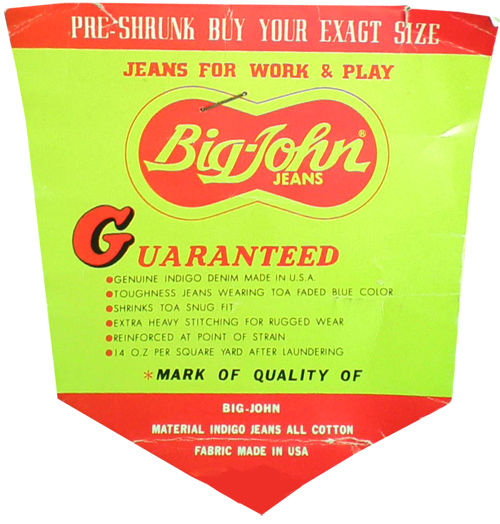 PRE-SHRUNK BUY YOUR EXACT SIZE
JEANS FOR WORK & PLAY
Big-John®
JEANS
GUARANTEED
●GENUINE INDIGO DENIM MADE IN U.S.A.
●TOUGHNESS JEANS WEARING TOA FADED BLUE COLOR
●SHRINKS TOA SNUG FIT
●EXTRA HEAVY STITCHING FOR RUGGED WEAR
●REINFORCED AT POINT OF STRAIN
●14 O.Z PER SQUARE YARD AFTER LAUNDERING
*MARK OF QUALITY OF
BIG-JOHN
MATERIAL INDIGO JEANS ALL COTTON
FABRIC MADE IN USA